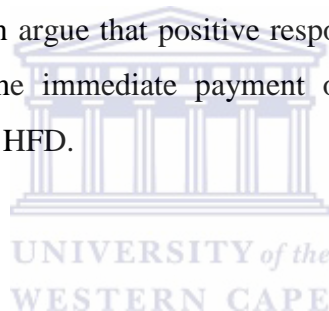 n argue that positive respo
he immediate payment o
HFD.
UNIVERSITY of the
WESTERN CAPE